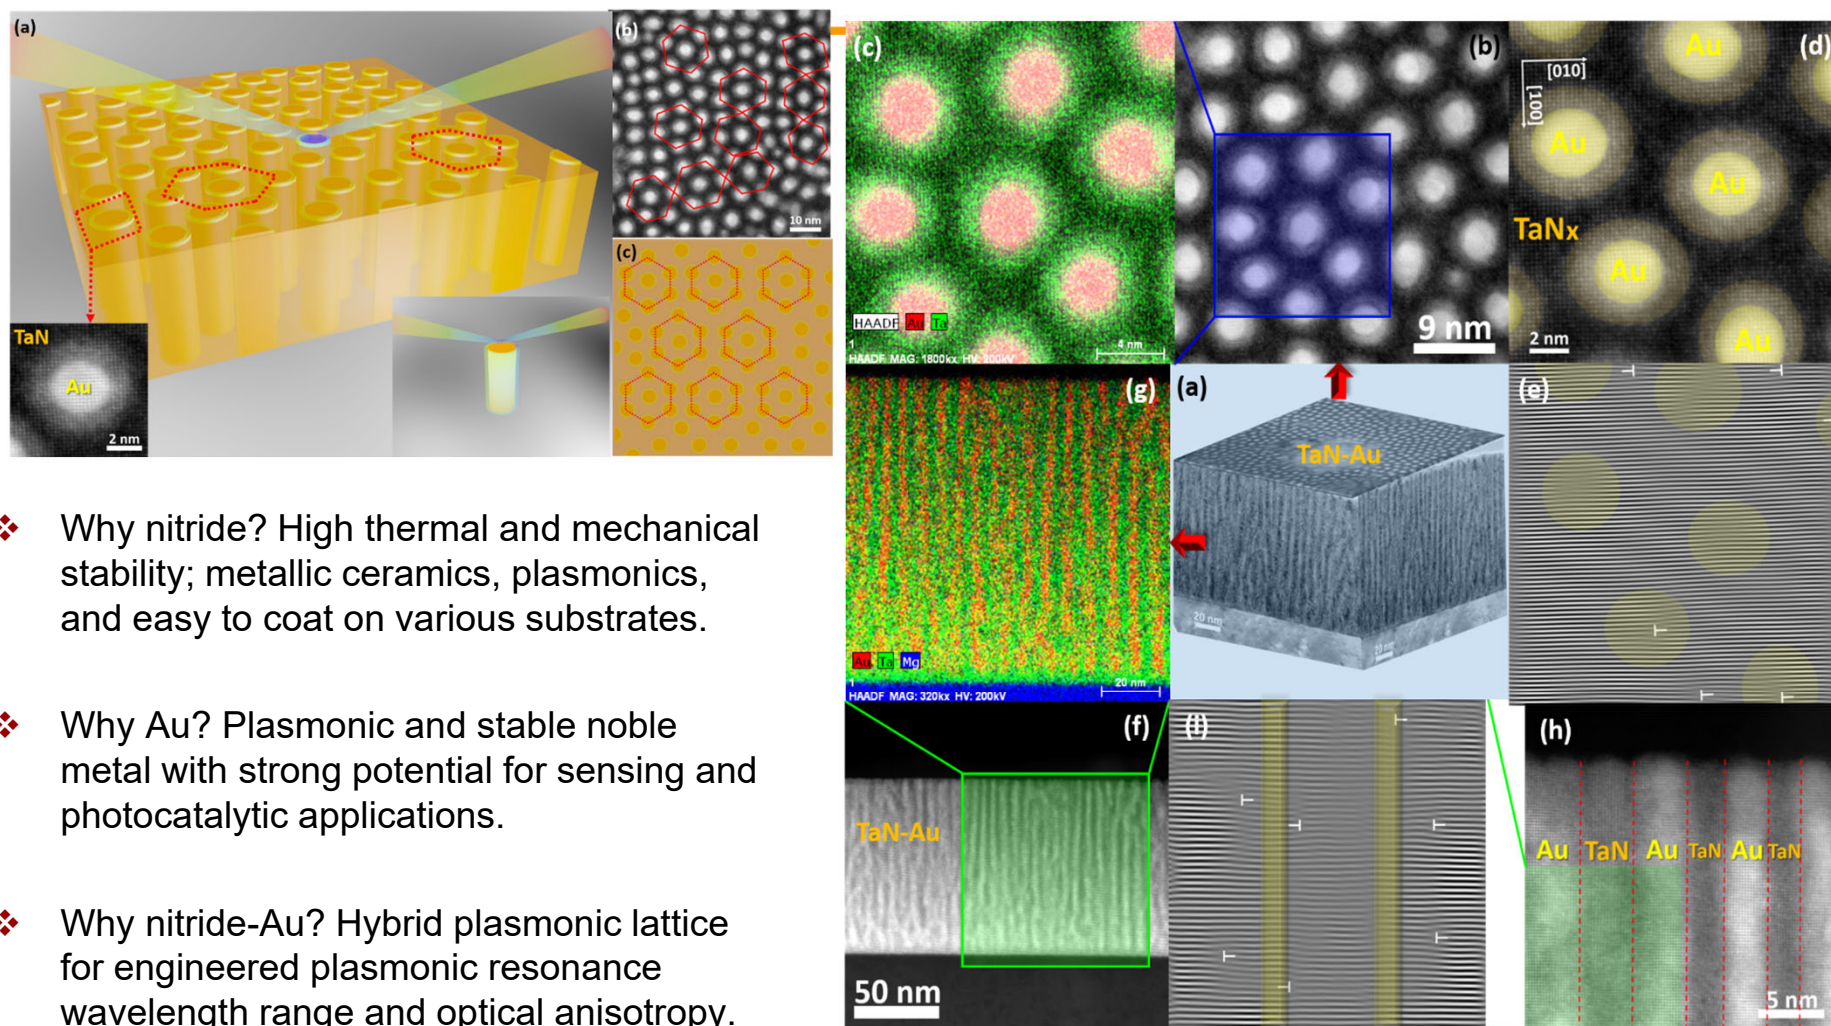 (a)
TaN
Au
2 nm
(b)
10 nm
(c)
❖ Why nitride? High thermal and mechanical
stability; metallic ceramics, plasmonics,
and easy to coat on various substrates.
❖ Why Au? Plasmonic and stable noble
metal with strong potential for sensing and
photocatalytic applications.
❖ Why nitride-Au? Hybrid plasmonic lattice
for engineered plasmonic resonance
wavelength range and optical anisotropy.
(c)
HAADF Au Ta
1
4 nm
HAADF MAG: 1800kx HV: 200kV
(b)
9 nm
(d)
[010]
[100]
Au
Au
Au
TaNx
Au
Au
2 nm
(g)
Au Ta Mg
1
20 nm
HAADF MAG: 320kx HV: 200kV
(a)
TaN-Au
20 nm
20 nm
(e)
(f)
TaN-Au
50 nm
(i)
(h)
Au TaN Au TaN Au TaN
5 nm